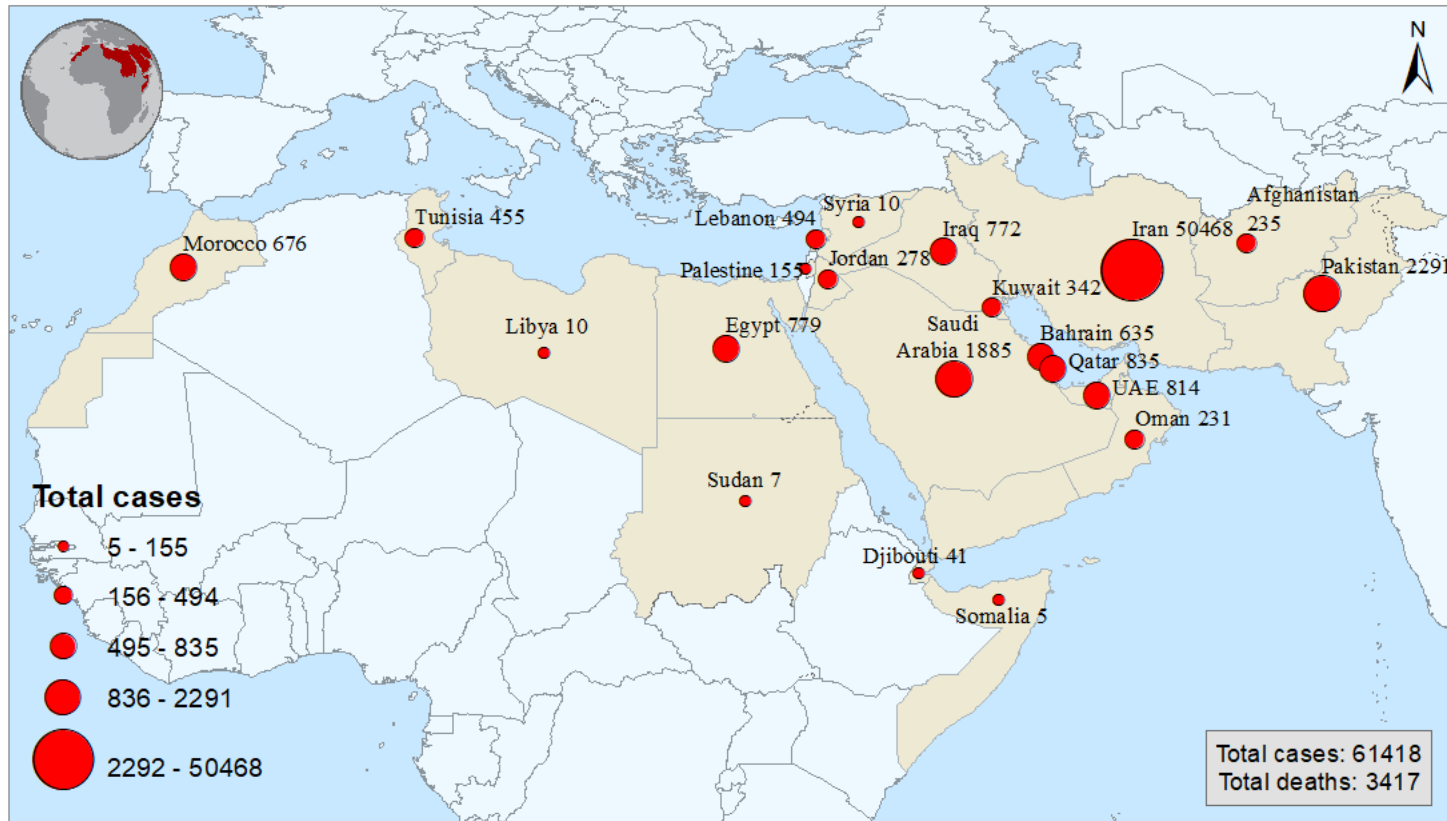 N
Morocco 676
Tunisia 455
Libya 10
Egypt 779
Sudan 7
Djibouti 41
Somalia 5
Lebanon 494
Syria 10
Palestine 155
Jordan 278
Iraq 772
Kuwait 342
Saudi
Arabia 1885
Bahrain 635
Qatar 835
UAE 814
Oman 231
Iran 50468
Afghanistan
235
Pakistan 2291
Total cases
5 - 155
156 - 494
495 - 835
836 - 2291
2292 - 50468
Total cases: 61418
Total deaths: 3417